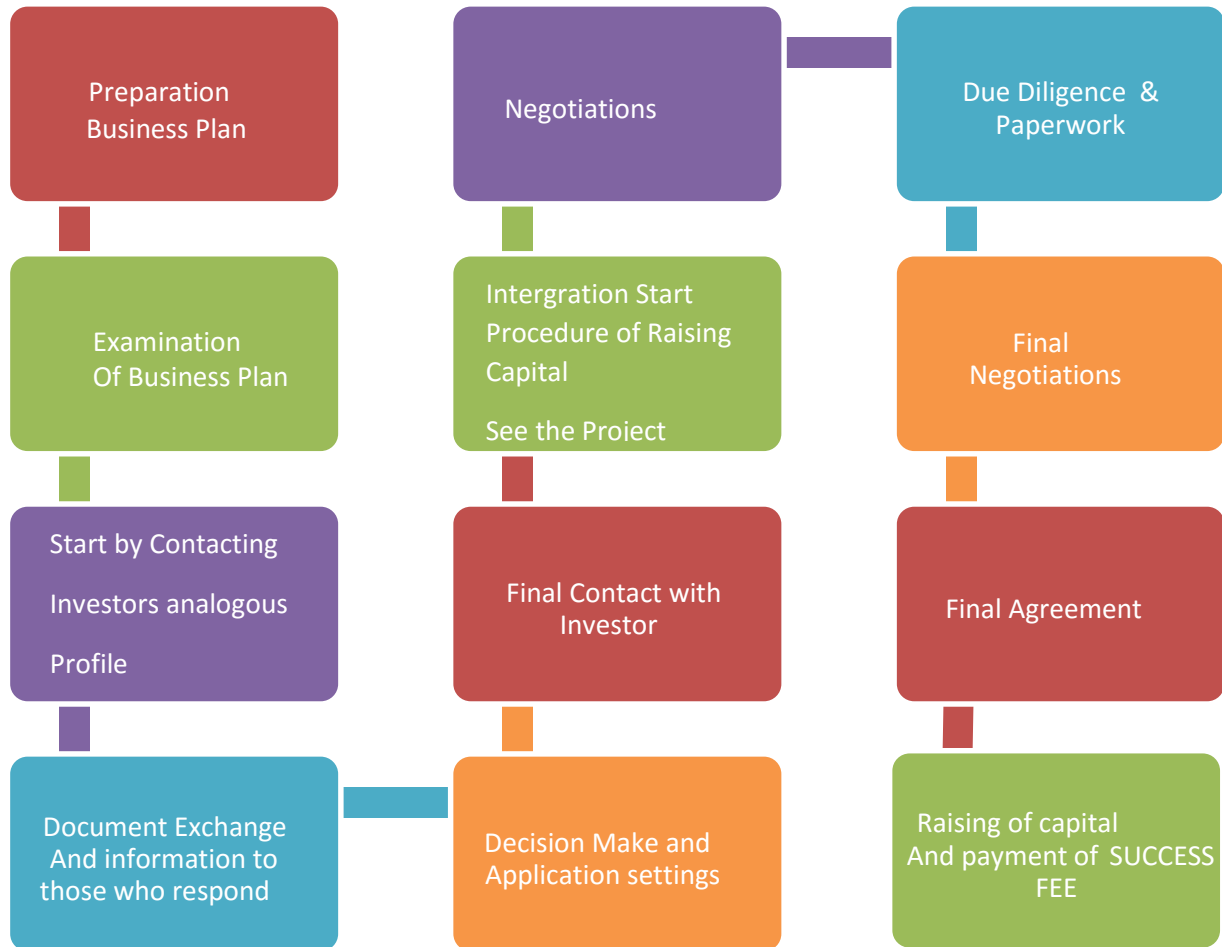 Preparation
Business Plan
Examination
Of Business Plan
Start by Contacting
Investors analogous
Profile
Document Exchange
And information to
those who respond
Decision Make and
Application settings
Final Contact with
Investor
Intergration Start
Procedure of Raising
Capital
See the Project
Negotiations
Due Diligence &
Paperwork
Final
Negotiations
Final Agreement
Raising of capital
And payment of SUCCESS
FEE